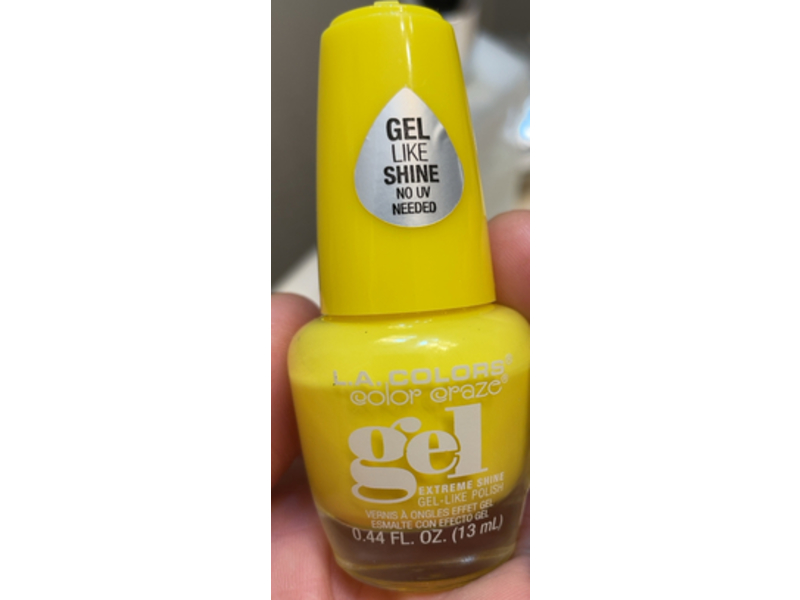 GEL
LIKE
SHINE
NO UV
NEEDED
L.A. COLORS®
color craze®
gel
EXTREME SHINE
GEL-LIKE POLISH
VERNIS À ONGLES EFFET GEL
ESMALTE CON EFECTO GEL
0.44 FL. OZ. (13 mL)